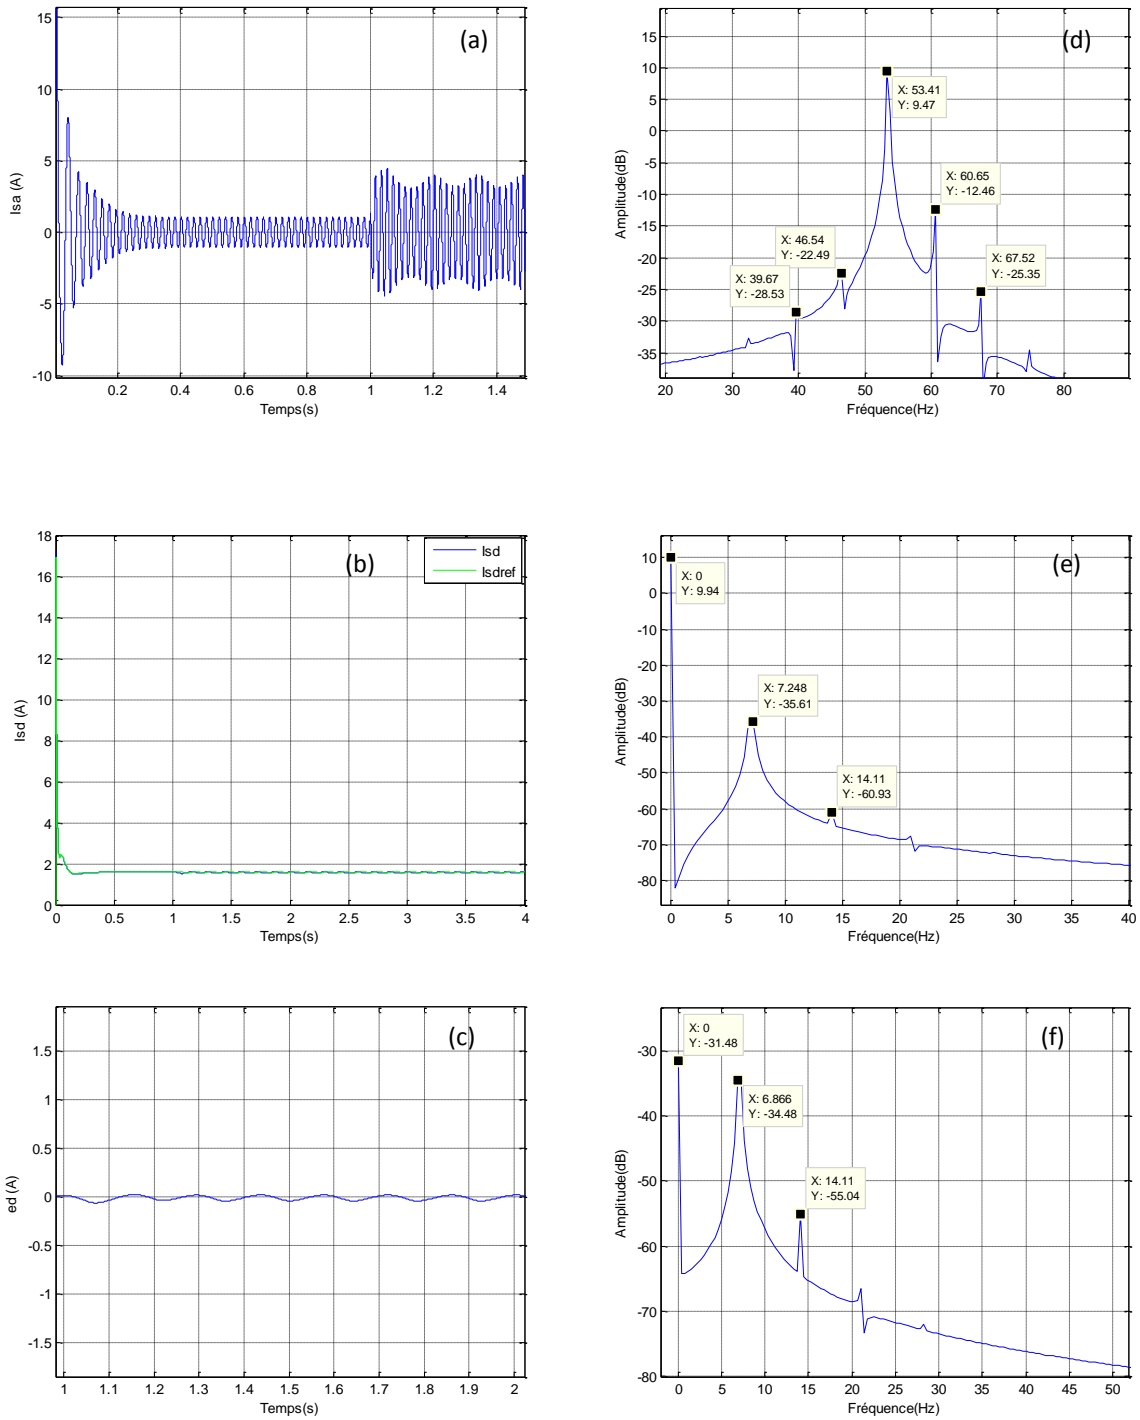 (a)
15
10
5
0
-5
-10
0.2 0.4 0.6 0.8 1 1.2 1.4
Isa (A)
Temps(s)
(d)
15
10
5
0
-5
-10
-15
-20
-25
-30
-35
20 30 40 50 60 70 80
Amplitude(dB)
Fréquence(Hz)
X: 53.41
Y: 9.47
X: 60.65
Y: -12.46
X: 46.54
Y: -22.49
X: 67.52
Y: -25.35
X: 39.67
Y: -28.53
(b)
Isd
Isdref
18
16
14
12
10
8
6
4
2
0
0 0.5 1 1.5 2 2.5 3 3.5 4
Isd (A)
Temps(s)
(e)
10
0
-10
-20
-30
-40
-50
-60
-70
-80
0 5 10 15 20 25 30 35 40
Amplitude(dB)
Fréquence(Hz)
X: 0
Y: 9.94
X: 7.248
Y: -35.61
X: 14.11
Y: -60.93
(c)
1.5
1
0.5
0
-0.5
-1
-1.5
1 1.1 1.2 1.3 1.4 1.5 1.6 1.7 1.8 1.9 2
ed (A)
Temps(s)
(f)
-30
-40
-50
-60
-70
-80
0 5 10 15 20 25 30 35 40 45 50
Amplitude(dB)
Fréquence(Hz)
X: 0
Y: -31.48
X: 6.866
Y: -34.48
X: 14.11
Y: -55.04